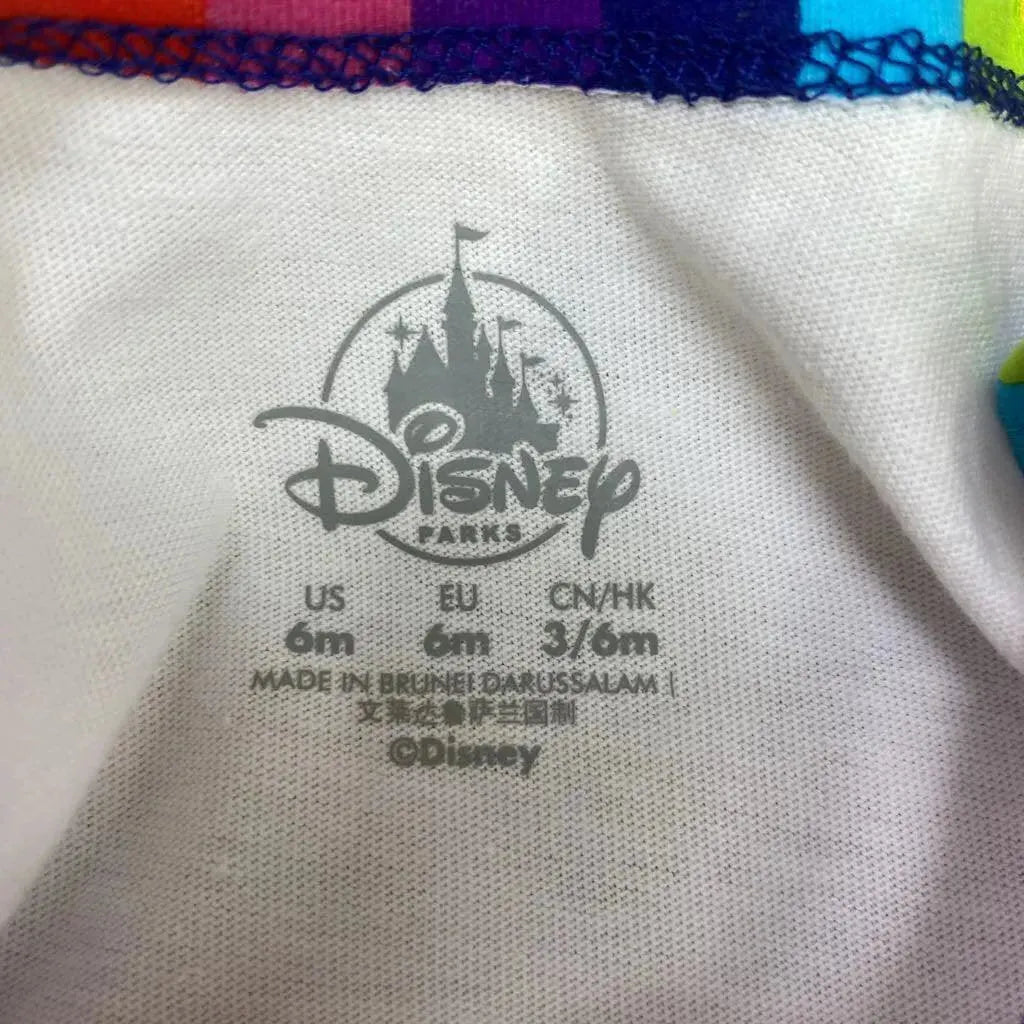 Disney
PARKS
US EU CN/HK
6m 6m 3/6m
MADE IN BRUNEI DARUSSALAM |
文莱达鲁萨兰国制
©Disney